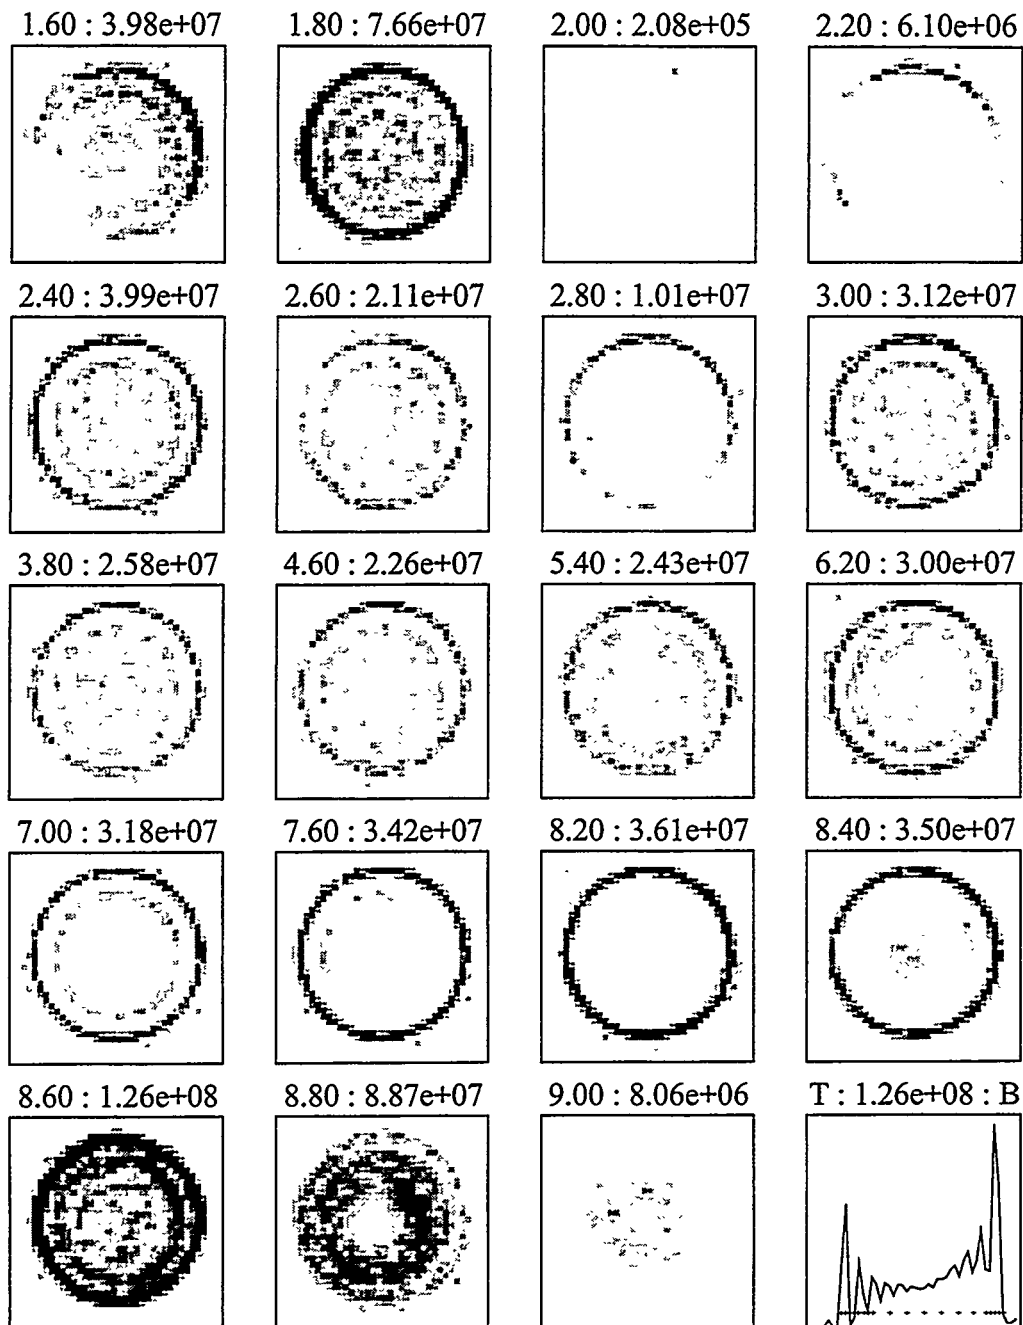 1.60 : 3.98e+07 1.80 : 7.66e+07 2.00 : 2.08e+05 2.20 : 6.10e+06
2.40 : 3.99e+07 2.60 : 2.11e+07 2.80 : 1.01e+07 3.00 : 3.12e+07
3.80 : 2.58e+07 4.60 : 2.26e+07 5.40 : 2.43e+07 6.20 : 3.00e+07
7.00 : 3.18e+07 7.60 : 3.42e+07 8.20 : 3.61e+07 8.40 : 3.50e+07
8.60 : 1.26e+08 8.80 : 8.87e+07 9.00 : 8.06e+06 T : 1.26e+08 : B